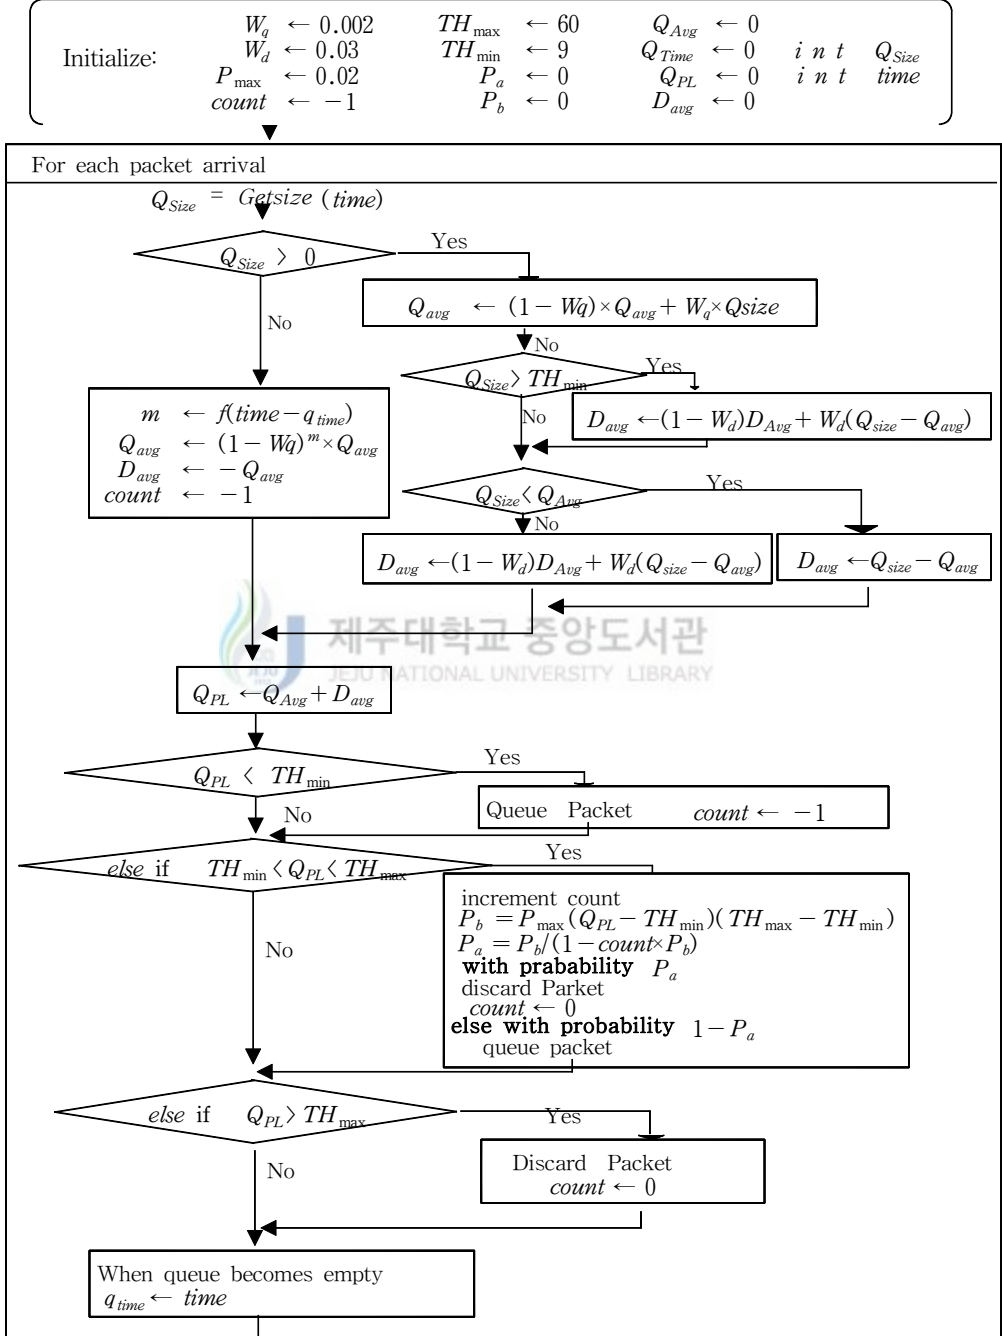 W_q ← 0.002 TH_max ← 60 Q_Avg ← 0
Initialize: W_d ← 0.03 TH_min ← 9 Q_Time ← 0 int Q_Size
P_max ← 0.02 P_a ← 0 Q_PL ← 0 int time
count ← −1 P_b ← 0 D_avg ← 0
For each packet arrival
Q_Size = Getsize (time)
Q_Size > 0
Yes
Q_avg ← (1 − Wq)×Q_avg + W_q×Qsize
No
No
Q_Size > TH_min
Yes
m ← f(time − q_time)
Q_avg ← (1 − Wq)^m×Q_avg
D_avg ← −Q_avg
count ← −1
No
D_avg ←(1 − W_d)D_Avg + W_d(Q_size − Q_avg)
Q_Size < Q_Avg
Yes
No
D_avg ←(1 − W_d)D_Avg + W_d(Q_size − Q_avg)
D_avg ←Q_size − Q_avg
제주대학교 중앙도서관
JEJU NATIONAL UNIVERSITY LIBRARY
Q_PL ←Q_Avg + D_avg
Q_PL < TH_min
Yes
Queue Packet count ← −1
No
else if TH_min < Q_PL < TH_max
Yes
increment count
P_b = P_max(Q_PL − TH_min)(TH_max − TH_min)
P_a = P_b/(1 − count×P_b)
with prabability P_a
discard Parket
count ← 0
else with probability 1 − P_a
queue packet
No
else if Q_PL > TH_max
Yes
Discard Packet
count ← 0
No
When queue becomes empty
q_time ← time